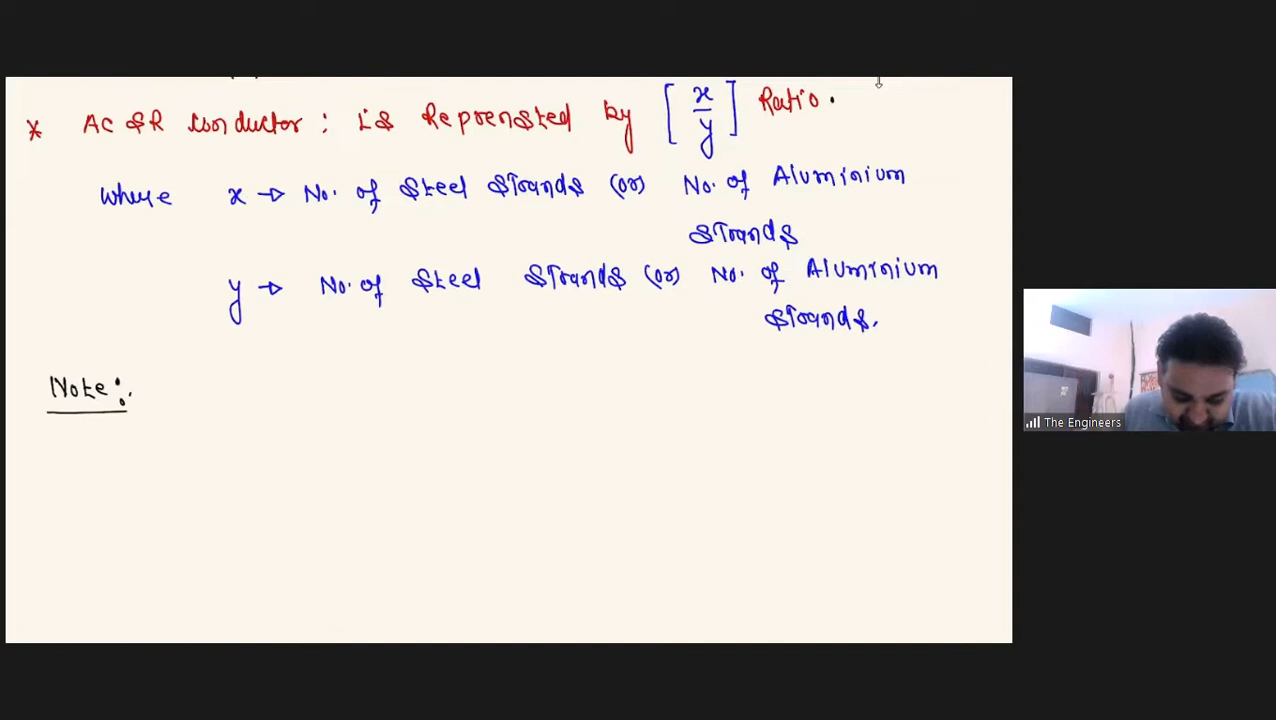 * ACSR Conductor : is Reprensted by [x/y] Ratio.
where x → No. of Steel Strands (or) No. of Aluminium
Strands
y → No. of Steel Strands (or) No. of Aluminium
Strands.
Note :.
The Engineers